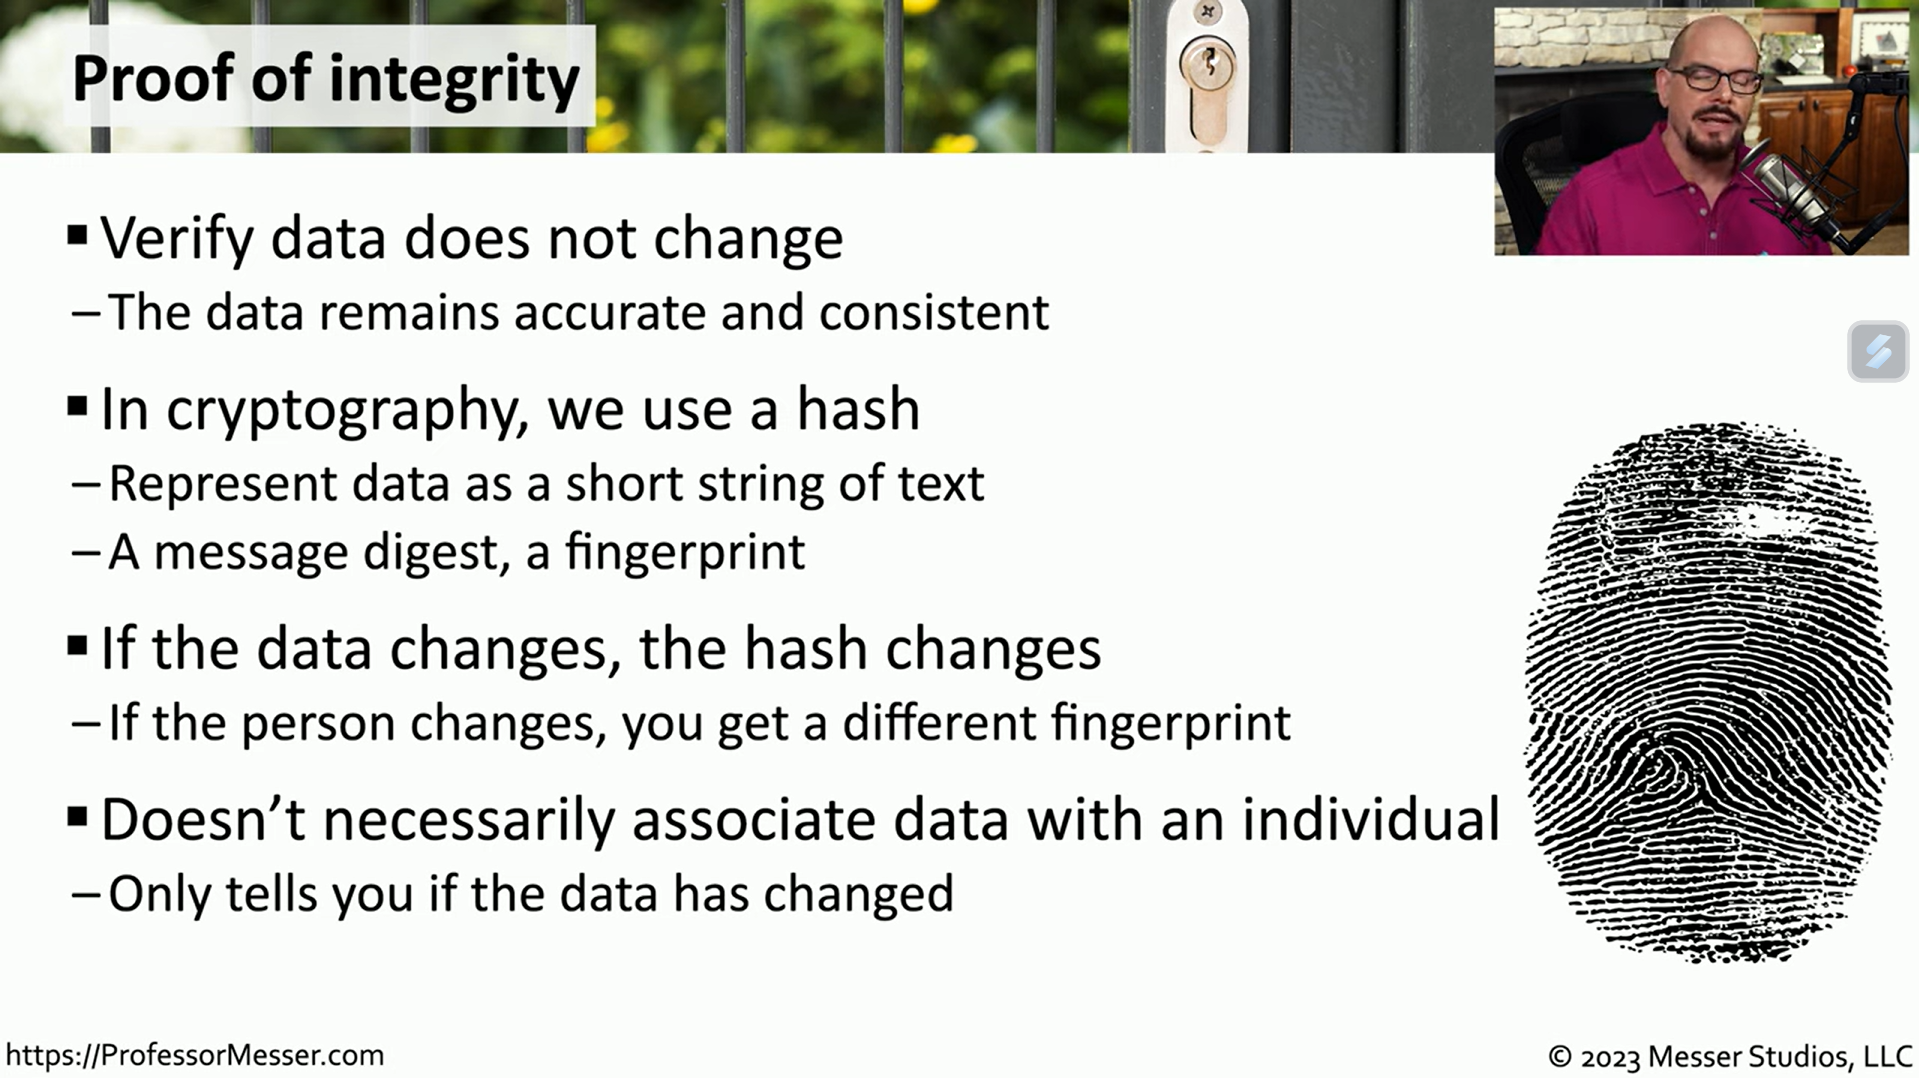 Proof of integrity
▪ Verify data does not change
– The data remains accurate and consistent
▪ In cryptography, we use a hash
– Represent data as a short string of text
– A message digest, a fingerprint
▪ If the data changes, the hash changes
– If the person changes, you get a different fingerprint
▪ Doesn’t necessarily associate data with an individual
– Only tells you if the data has changed
https://ProfessorMesser.com
© 2023 Messer Studios, LLC